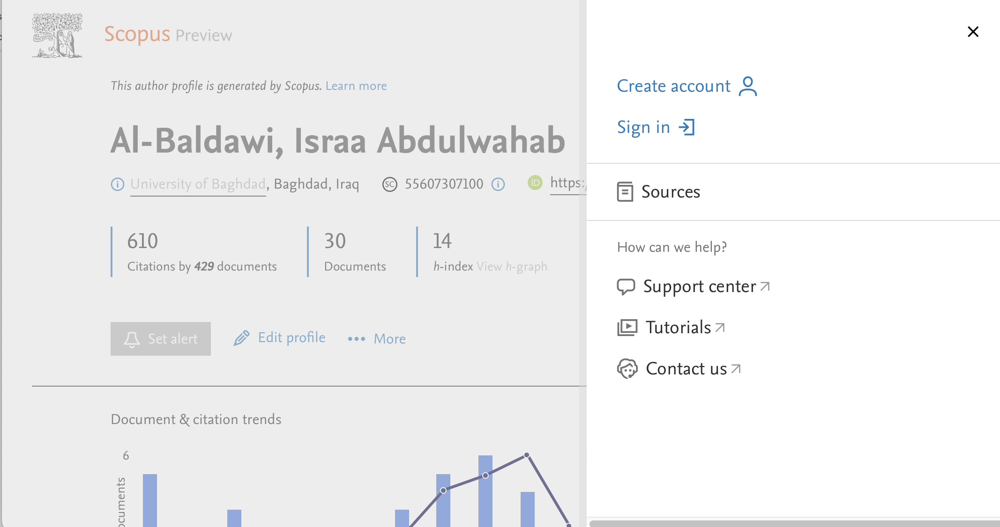 Scopus Preview
This author profile is generated by Scopus. Learn more
Al-Baldawi, Israa Abdulwahab
University of Baghdad, Baghdad, Iraq SC 55607307100 iD https:/
610
Citations by 429 documents
30
Documents
14
h-index View h-graph
Set alert Edit profile More
Document & citation trends
6
ocuments
Create account
Sign in
Sources
How can we help?
Support center
Tutorials
Contact us